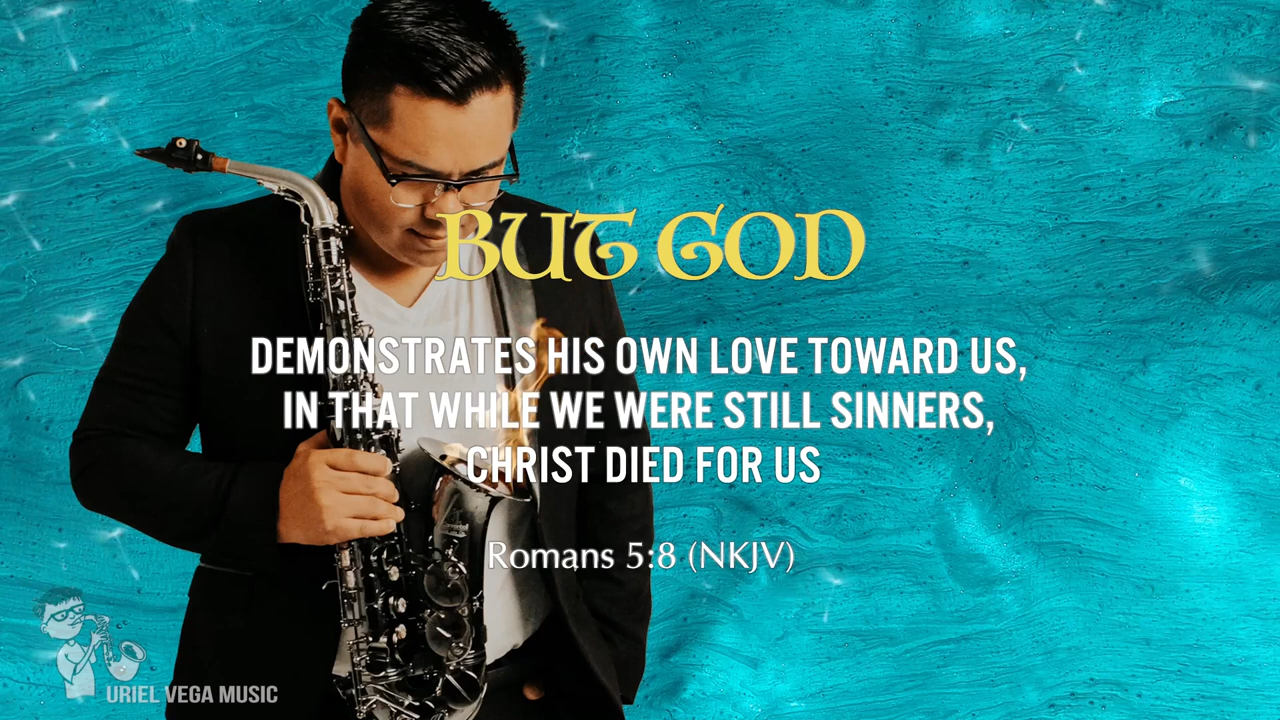 BUT GOD
DEMONSTRATES HIS OWN LOVE TOWARD US,
IN THAT WHILE WE WERE STILL SINNERS,
CHRIST DIED FOR US
Romans 5:8 (NKJV)
URIEL VEGA MUSIC